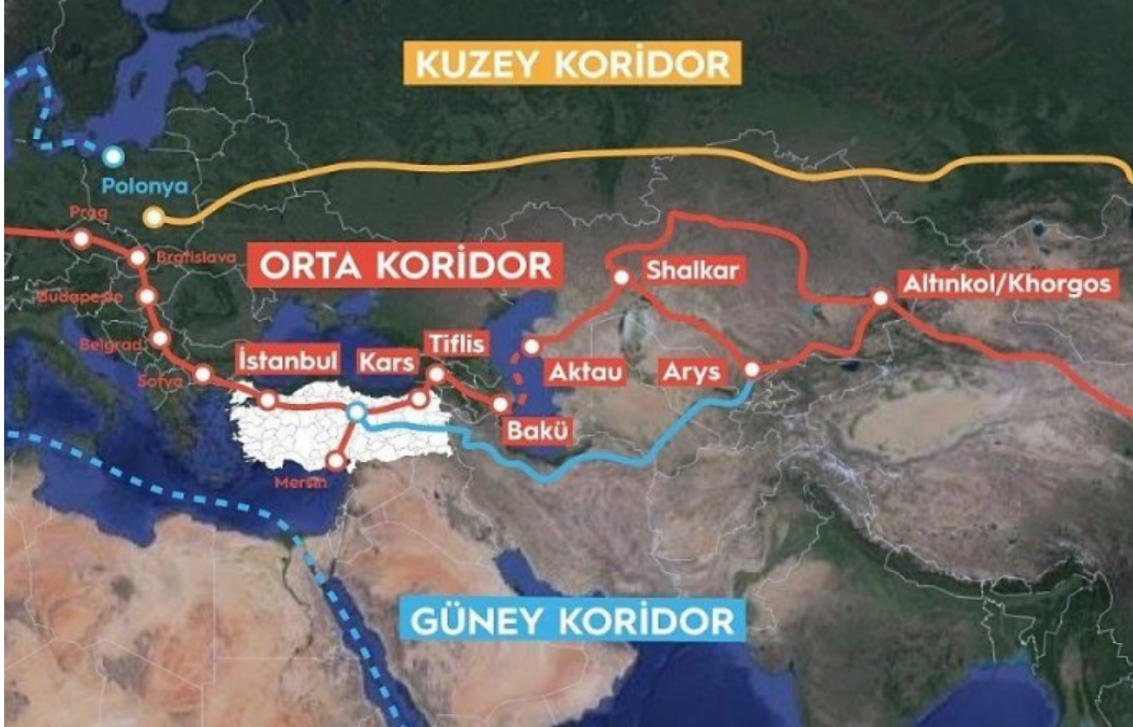 KUZEY KORİDOR
Polonya
Prag
Bratislava
ORTA KORİDOR
Shalkar
Altınkol/Khorgos
Budapeşte
Belgrad
Tiflis
İstanbul
Kars
Sofya
Aktau
Arys
Bakü
Mersin
GÜNEY KORİDOR